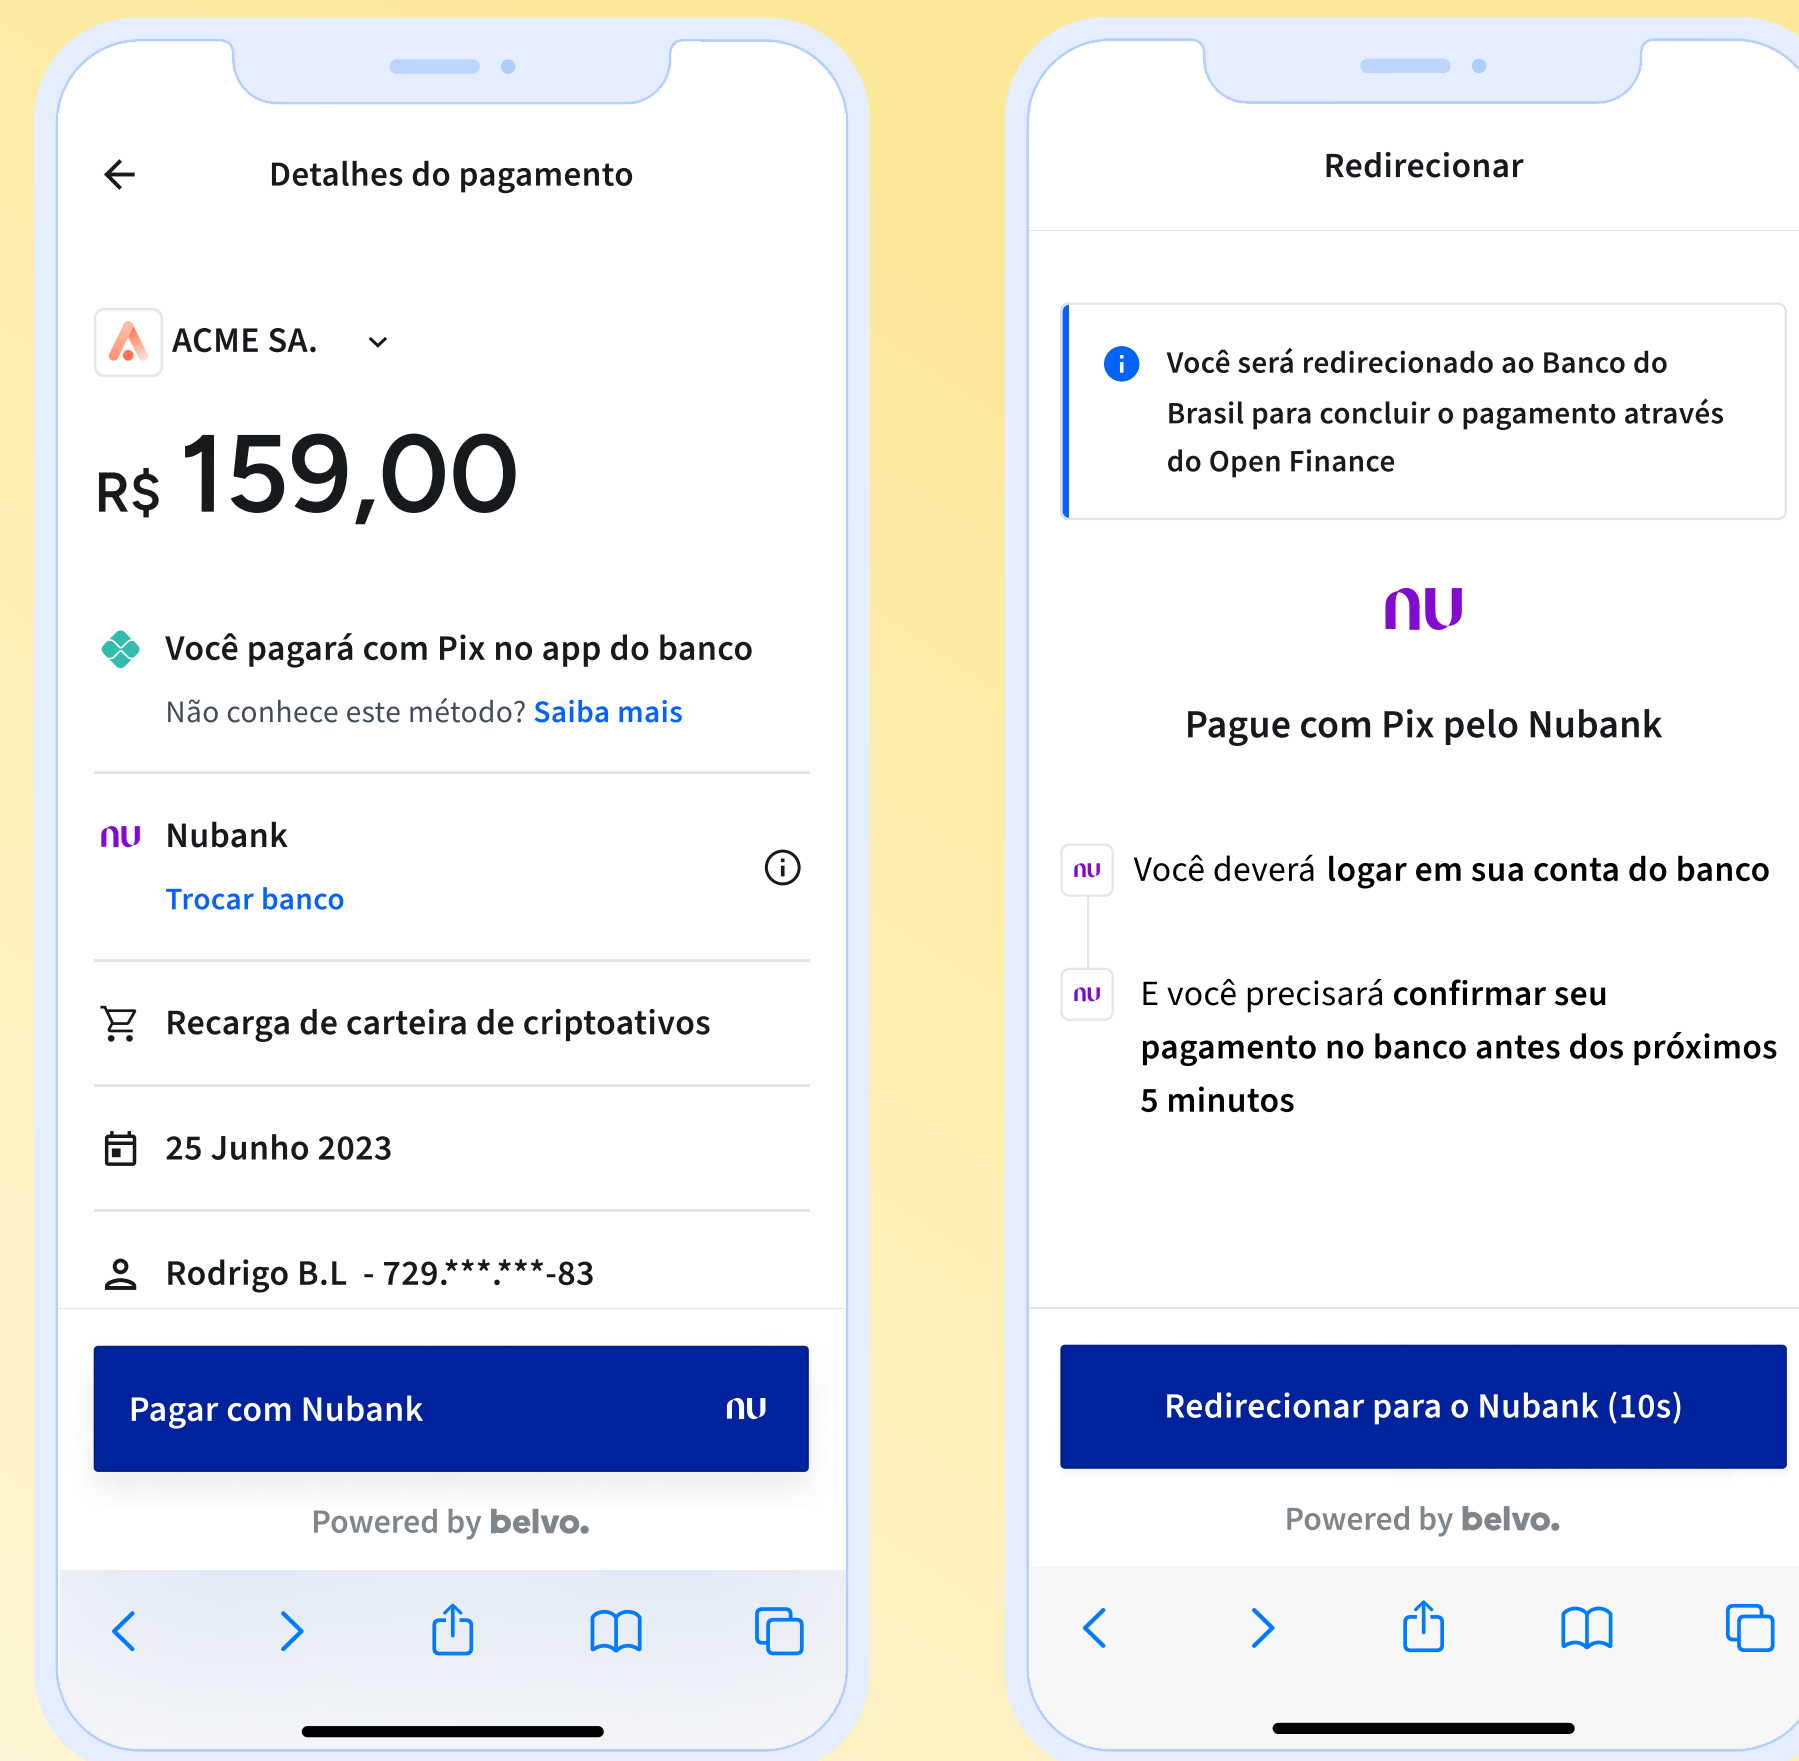 Detalhes do pagamento
ACME SA.
R$ 159,00
Você pagará com Pix no app do banco
Não conhece este método? Saiba mais
nu Nubank
Trocar banco
Recarga de carteira de criptoativos
25 Junho 2023
Rodrigo B.L - 729.***.***-83
Pagar com Nubank nu
Powered by belvo.
Redirecionar
Você será redirecionado ao Banco do
Brasil para concluir o pagamento através
do Open Finance
nu
Pague com Pix pelo Nubank
nu Você deverá logar em sua conta do banco
nu E você precisará confirmar seu
pagamento no banco antes dos próximos
5 minutos
Redirecionar para o Nubank (10s)
Powered by belvo.